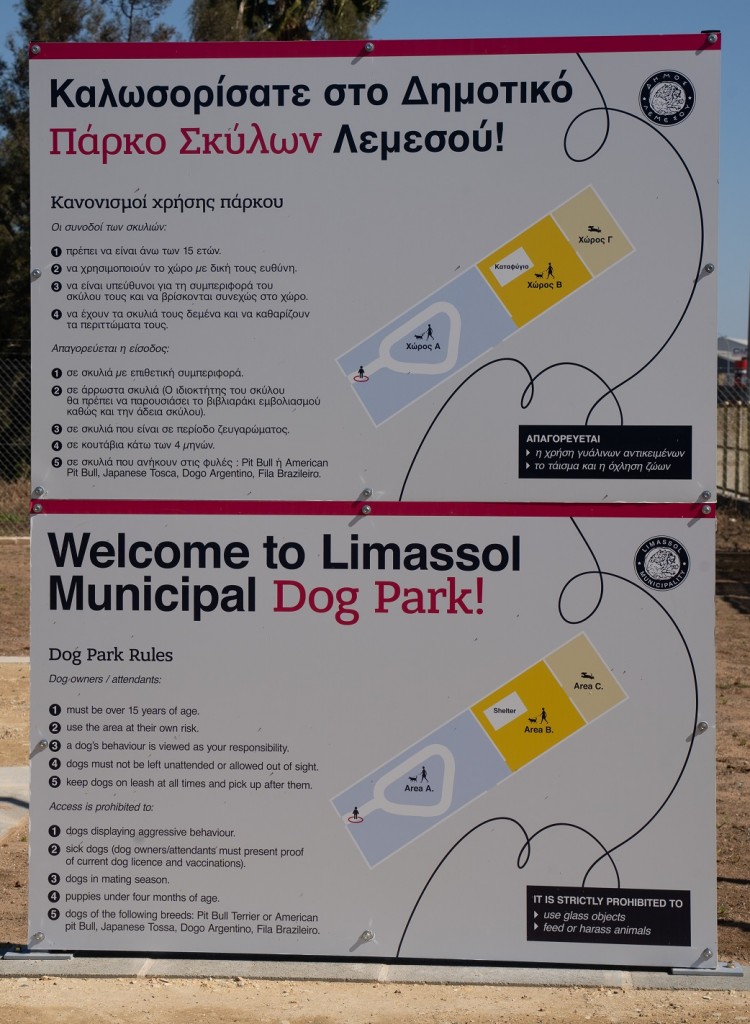 Καλωσορίσατε στο Δημοτικό
Πάρκο Σκύλων Λεμεσού!
ΔΗΜΟΣ
ΛΕΜΕΣΟΥ
Κανονισμοί χρήσης πάρκου
Οι συνοδοί των σκυλιών:
1 πρέπει να είναι άνω των 15 ετών.
2 να χρησιμοποιούν το χώρο με δική τους ευθύνη.
3 να είναι υπεύθυνοι για τη συμπεριφορά του
σκύλου τους και να βρίσκονται συνεχώς στο χώρο.
4 να έχουν τα σκυλιά τους δεμένα και να καθαρίζουν
τα περιττώματα τους.
Απαγορεύεται η είσοδος:
1 σε σκυλιά με επιθετική συμπεριφορά.
2 σε άρρωστα σκυλιά (Ο ιδιοκτήτης του σκύλου
θα πρέπει να παρουσιάσει το βιβλιαράκι εμβολιασμού
καθώς και την άδεια σκύλου).
3 σε σκυλιά που είναι σε περίοδο ζευγαρώματος.
4 σε κουτάβια κάτω των 4 μηνών.
5 σε σκυλιά που ανήκουν στις φυλές : Pit Bull ή American
Pit Bull, Japanese Tosca, Dogo Argentino, Fila Brazileiro.
Χώρος Γ
Καταφύγιο
Χώρος Β
Χώρος Α
ΑΠΑΓΟΡΕΥΕΤΑΙ
η χρήση γυάλινων αντικειμένων
το τάισμα και η όχληση ζώων
Welcome to Limassol
Municipal Dog Park!
LIMASSOL
MUNICIPALITY
Dog Park Rules
Dog owners / attendants:
1 must be over 15 years of age.
2 use the area at their own risk.
3 a dog's behaviour is viewed as your responsibility.
4 dogs must not be left unattended or allowed out of sight.
5 keep dogs on leash at all times and pick up after them.
Access is prohibited to:
1 dogs displaying aggressive behaviour.
2 sick dogs (dog owners/attendants must present proof
of current dog licence and vaccinations).
3 dogs in mating season.
4 puppies under four months of age.
5 dogs of the following breeds: Pit Bull Terrier or American
pit Bull, Japanese Tossa, Dogo Argentino, Fila Brazileiro.
Area C.
Shelter
Area B.
Area A.
IT IS STRICTLY PROHIBITED TO
use glass objects
feed or harass animals